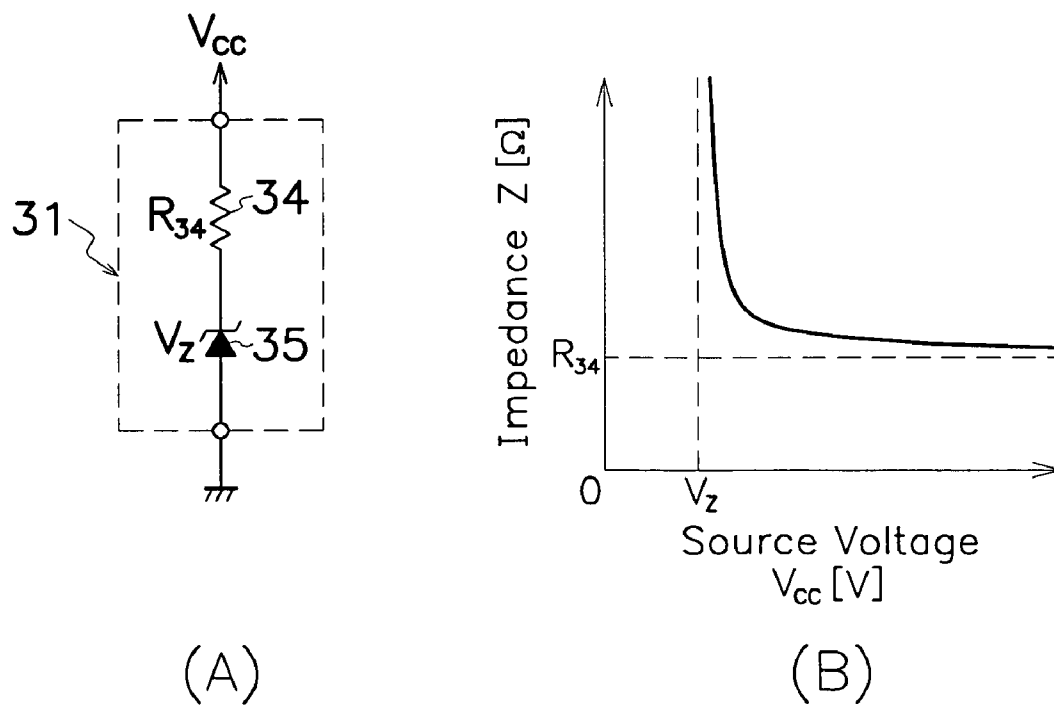 Vcc
31
R34
34
Vz
35
(A)
Impedance Z [Ω]
R34
0
Vz
Source Voltage
Vcc [V]
(B)